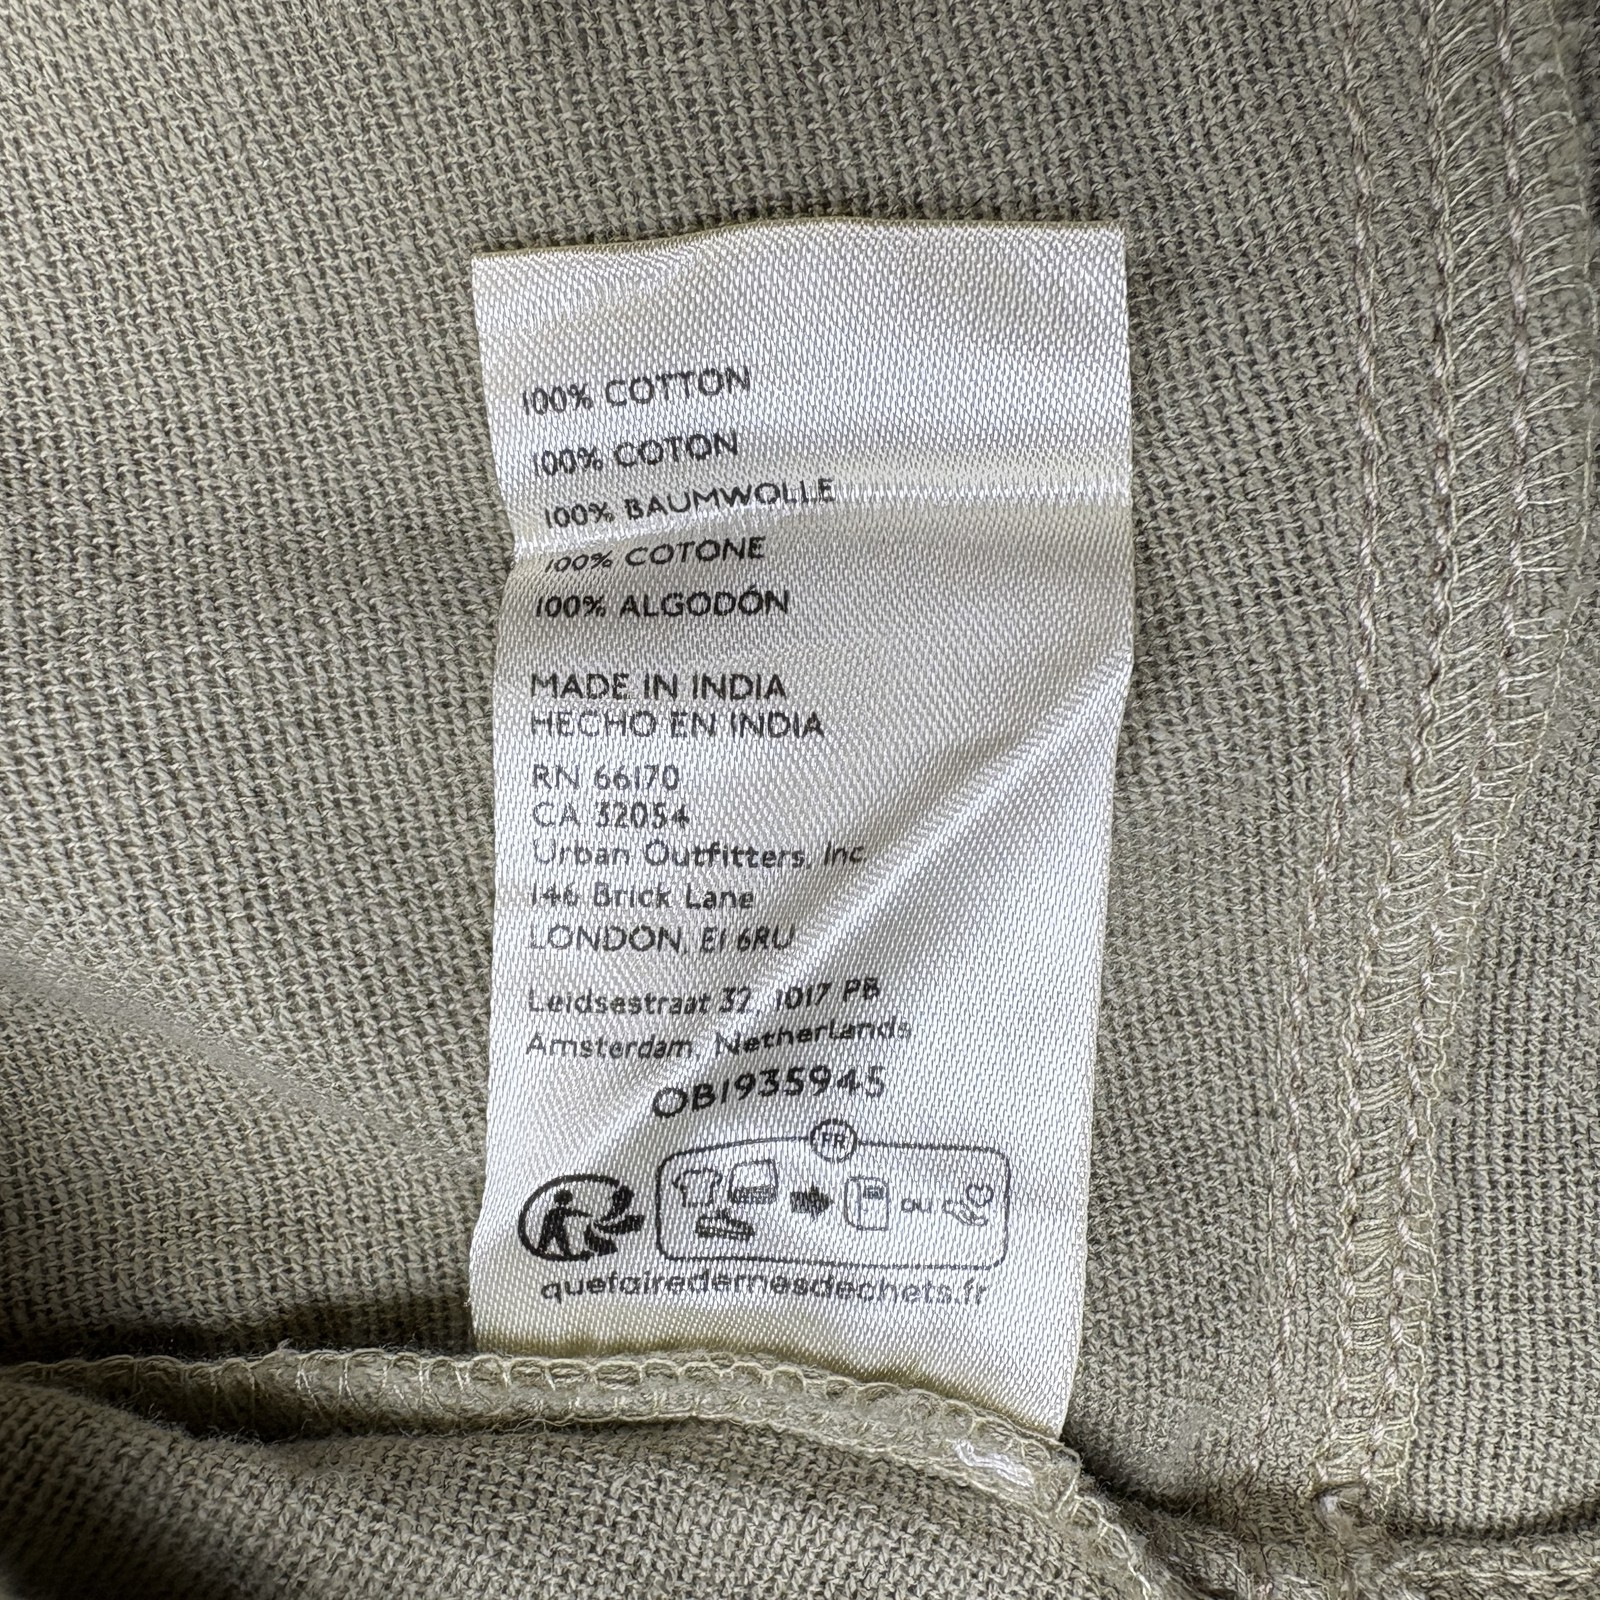 100% COTTON
100% COTON
100% BAUMWOLLE
100% COTONE
100% ALGODÓN
MADE IN INDIA
HECHO EN INDIA
RN 66170
CA 32054
Urban Outfitters, Inc.
146 Brick Lane
LONDON, E1 6RU
Leidsestraat 32, 1017 PB
Amsterdam, Netherlands
OB1935945
FR
OU
quefairedemesdechets.fr